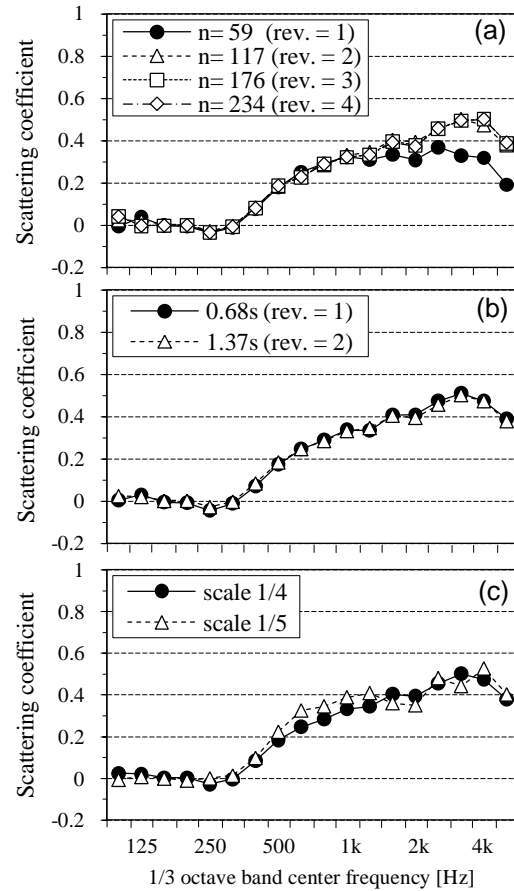 (a)
n= 59 (rev. = 1)
n= 117 (rev. = 2)
n= 176 (rev. = 3)
n= 234 (rev. = 4)
Scattering coefficient
1
0.8
0.6
0.4
0.2
0
-0.2
(b)
0.68s (rev. = 1)
1.37s (rev. = 2)
Scattering coefficient
1
0.8
0.6
0.4
0.2
0
-0.2
(c)
scale 1/4
scale 1/5
Scattering coefficient
1
0.8
0.6
0.4
0.2
0
-0.2
125 250 500 1k 2k 4k
1/3 octave band center frequency [Hz]